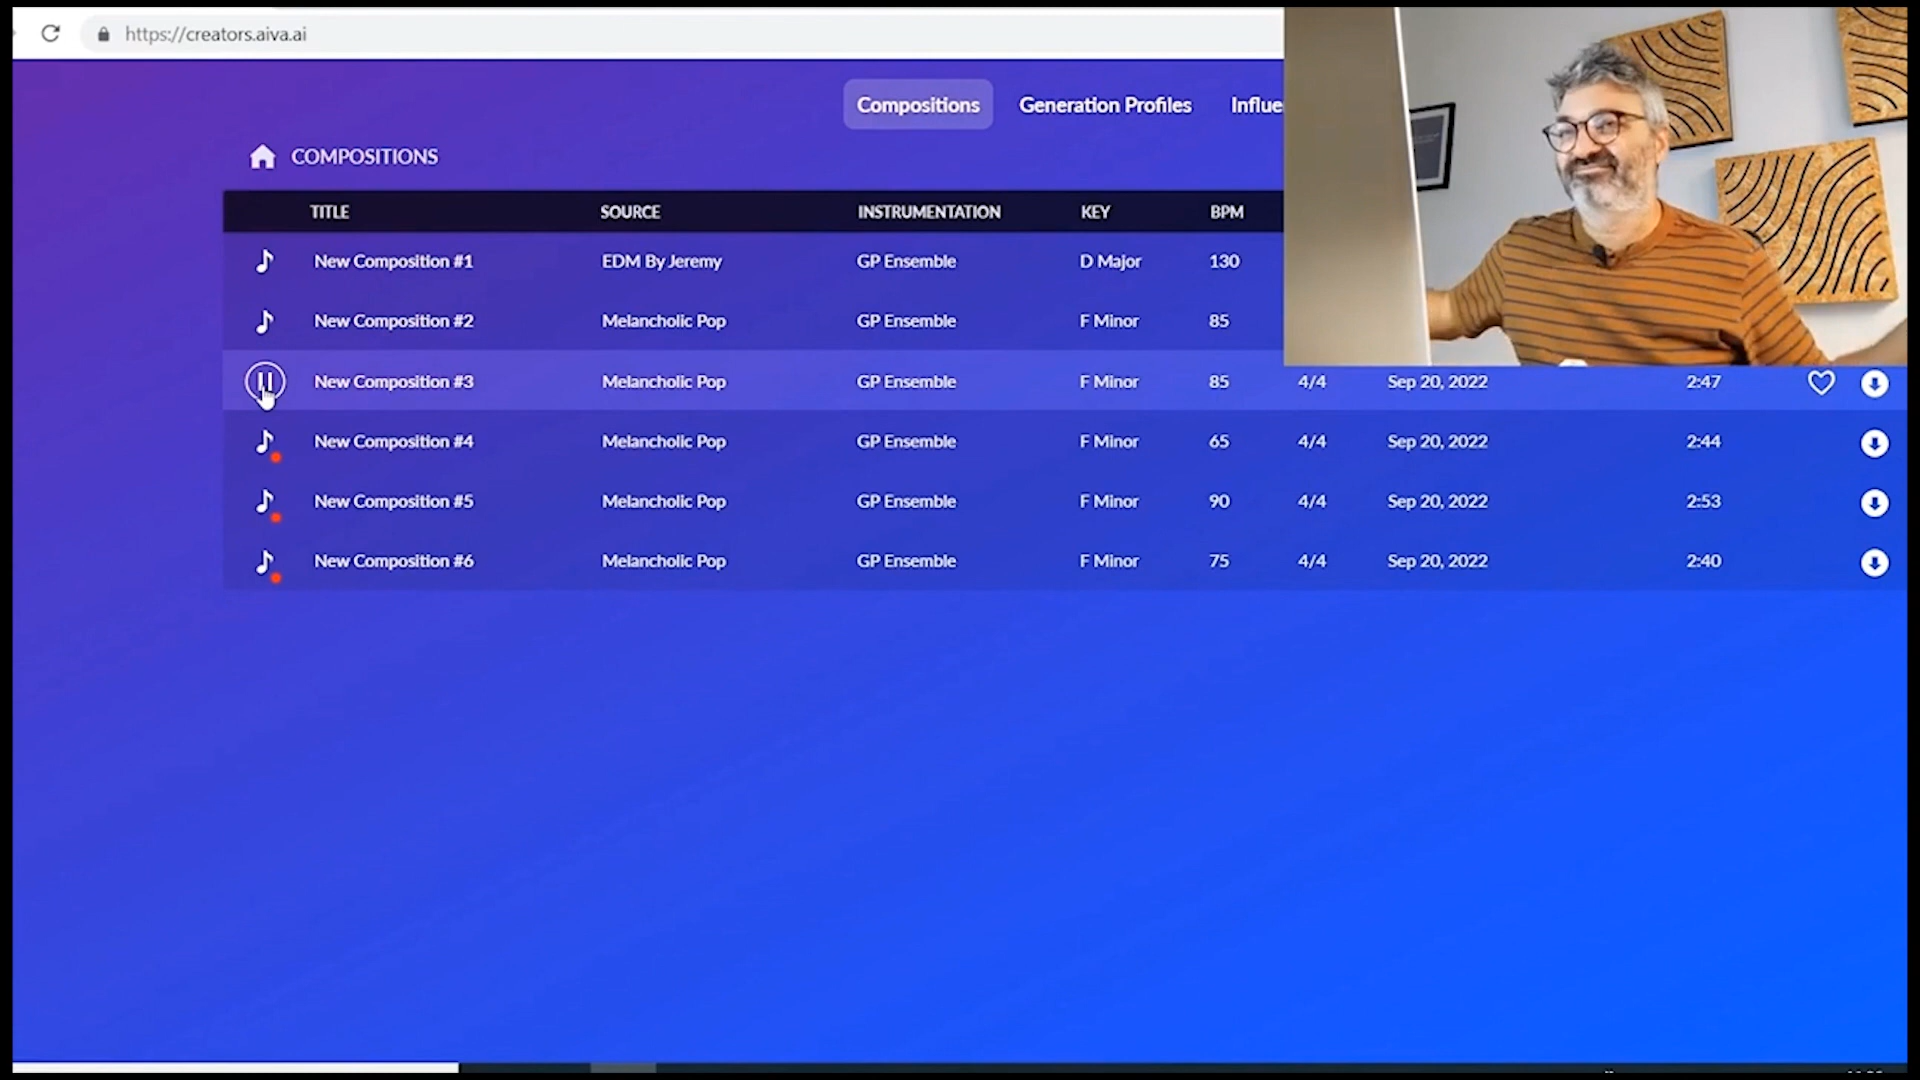 https://creators.aiva.ai
Compositions Generation Profiles Influe
COMPOSITIONS
TITLE SOURCE INSTRUMENTATION KEY BPM
New Composition #1 EDM By Jeremy GP Ensemble D Major 130
New Composition #2 Melancholic Pop GP Ensemble F Minor 85
New Composition #3 Melancholic Pop GP Ensemble F Minor 85 4/4 Sep 20, 2022 2:47
New Composition #4 Melancholic Pop GP Ensemble F Minor 65 4/4 Sep 20, 2022 2:44
New Composition #5 Melancholic Pop GP Ensemble F Minor 90 4/4 Sep 20, 2022 2:53
New Composition #6 Melancholic Pop GP Ensemble F Minor 75 4/4 Sep 20, 2022 2:40